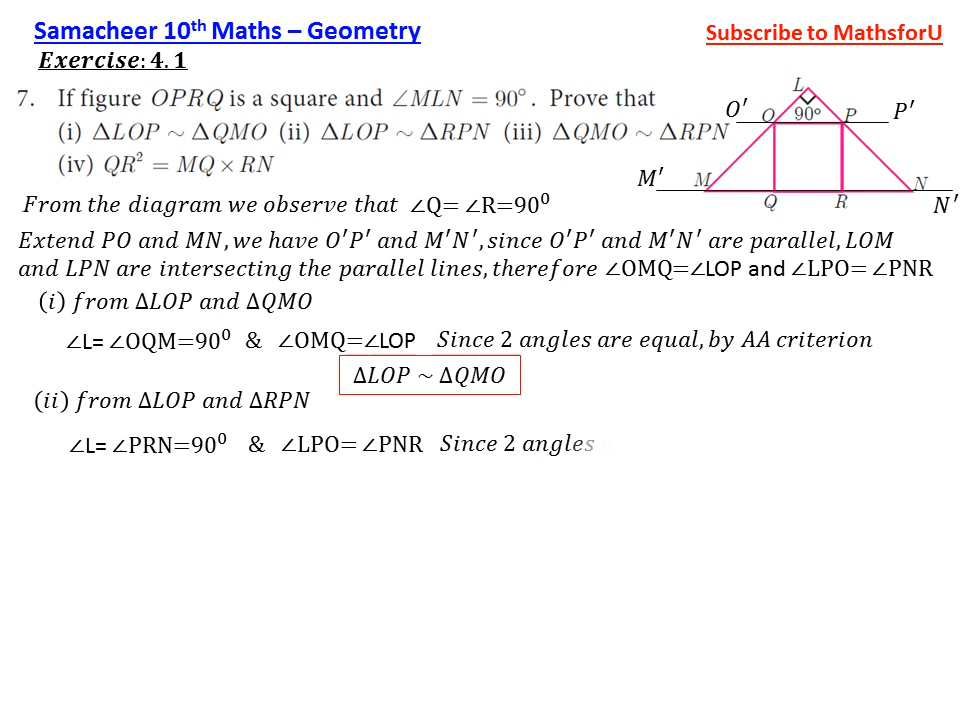 Samacheer 10th Maths – Geometry
Subscribe to MathsforU
Exercise: 4.1
7. If figure OPRQ is a square and ∠MLN = 90°. Prove that
(i) ΔLOP ~ ΔQMO (ii) ΔLOP ~ ΔRPN (iii) ΔQMO ~ ΔRPN
(iv) QR² = MQ × RN
L
O′ O 90° P P′
M′ M N
Q R N′
From the diagram we observe that ∠Q= ∠R=90⁰
Extend PO and MN, we have O′P′ and M′N′, since O′P′ and M′N′ are parallel, LOM
and LPN are intersecting the parallel lines, therefore ∠OMQ=∠LOP and ∠LPO= ∠PNR
(i) from ΔLOP and ΔQMO
∠L= ∠OQM=90⁰ & ∠OMQ=∠LOP Since 2 angles are equal, by AA criterion
ΔLOP ~ ΔQMO
(ii) from ΔLOP and ΔRPN
∠L= ∠PRN=90⁰ & ∠LPO= ∠PNR Since 2 angles